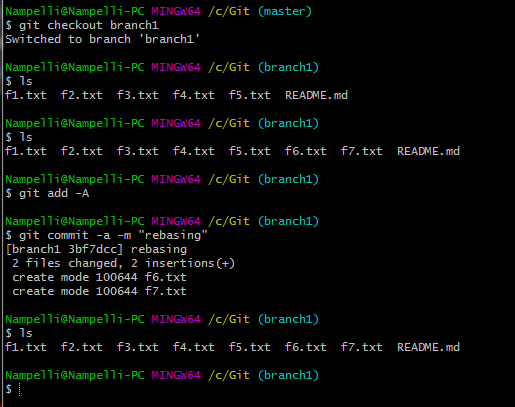 Nampelli@Nampelli-PC MINGW64 /c/Git (master)
$ git checkout branch1
Switched to branch 'branch1'
Nampelli@Nampelli-PC MINGW64 /c/Git (branch1)
$ ls
f1.txt  f2.txt  f3.txt  f4.txt  f5.txt  README.md
Nampelli@Nampelli-PC MINGW64 /c/Git (branch1)
$ ls
f1.txt  f2.txt  f3.txt  f4.txt  f5.txt  f6.txt  f7.txt  README.md
Nampelli@Nampelli-PC MINGW64 /c/Git (branch1)
$ git add -A
Nampelli@Nampelli-PC MINGW64 /c/Git (branch1)
$ git commit -a -m "rebasing"
[branch1 3bf7dcc] rebasing
 2 files changed, 2 insertions(+)
 create mode 100644 f6.txt
 create mode 100644 f7.txt
Nampelli@Nampelli-PC MINGW64 /c/Git (branch1)
$ ls
f1.txt  f2.txt  f3.txt  f4.txt  f5.txt  f6.txt  f7.txt  README.md
Nampelli@Nampelli-PC MINGW64 /c/Git (branch1)
$